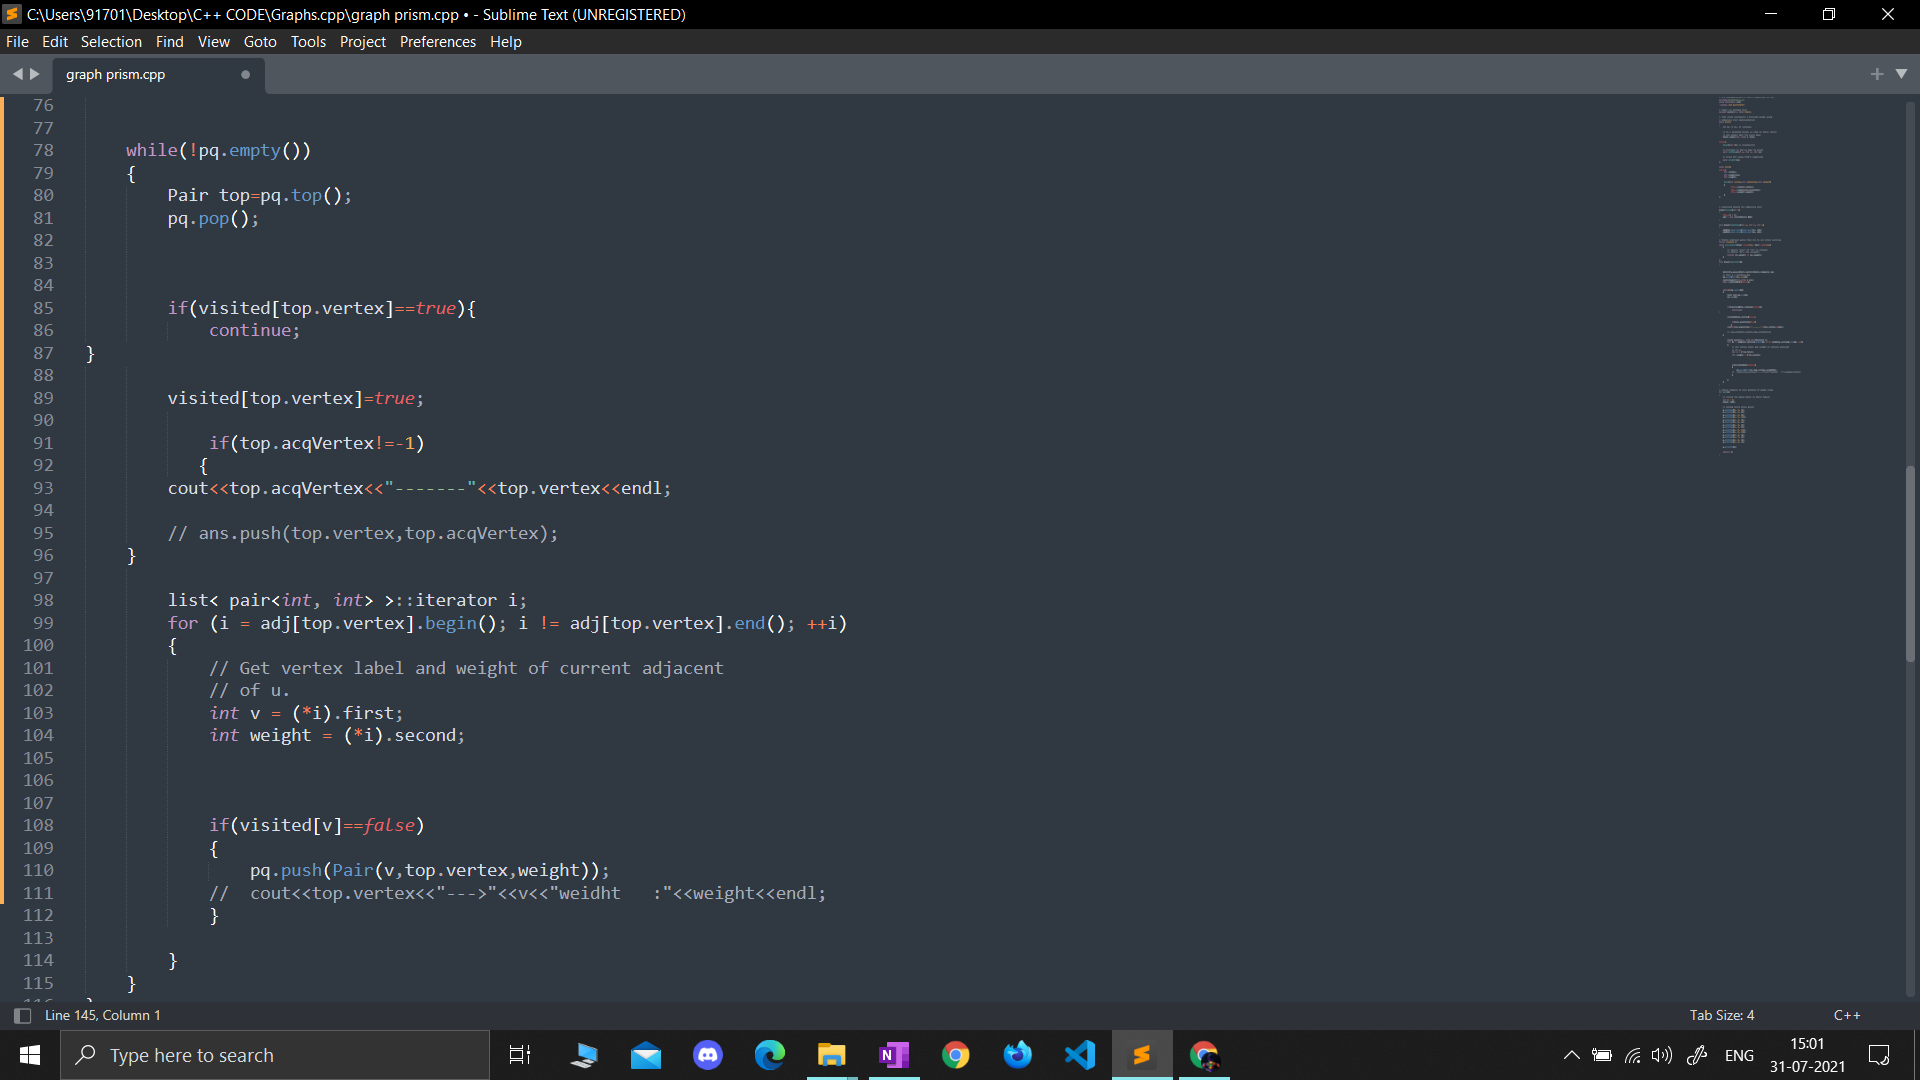 C:\Users\91701\Desktop\C++ CODE\Graphs.cpp\graph prism.cpp • - Sublime Text (UNREGISTERED)
File Edit Selection Find View Goto Tools Project Preferences Help
graph prism.cpp
76
77
78 while(!pq.empty())
79 {
80 Pair top=pq.top();
81 pq.pop();
82
83
84
85 if(visited[top.vertex]==true){
86 continue;
87 }
88
89 visited[top.vertex]=true;
90
91 if(top.acqVertex!=-1)
92 {
93 cout<<top.acqVertex<<"-------"<<top.vertex<<endl;
94
95 // ans.push(top.vertex,top.acqVertex);
96 }
97
98 list< pair<int, int> >::iterator i;
99 for (i = adj[top.vertex].begin(); i != adj[top.vertex].end(); ++i)
100 {
101 // Get vertex label and weight of current adjacent
102 // of u.
103 int v = (*i).first;
104 int weight = (*i).second;
105
106
107
108 if(visited[v]==false)
109 {
110 pq.push(Pair(v,top.vertex,weight));
111 // cout<<top.vertex<<"--->"<<v<<"weidht   :"<<weight<<endl;
112 }
113
114 }
115 }
Line 145, Column 1 Tab Size: 4 C++
Type here to search
ENG 15:01
31-07-2021